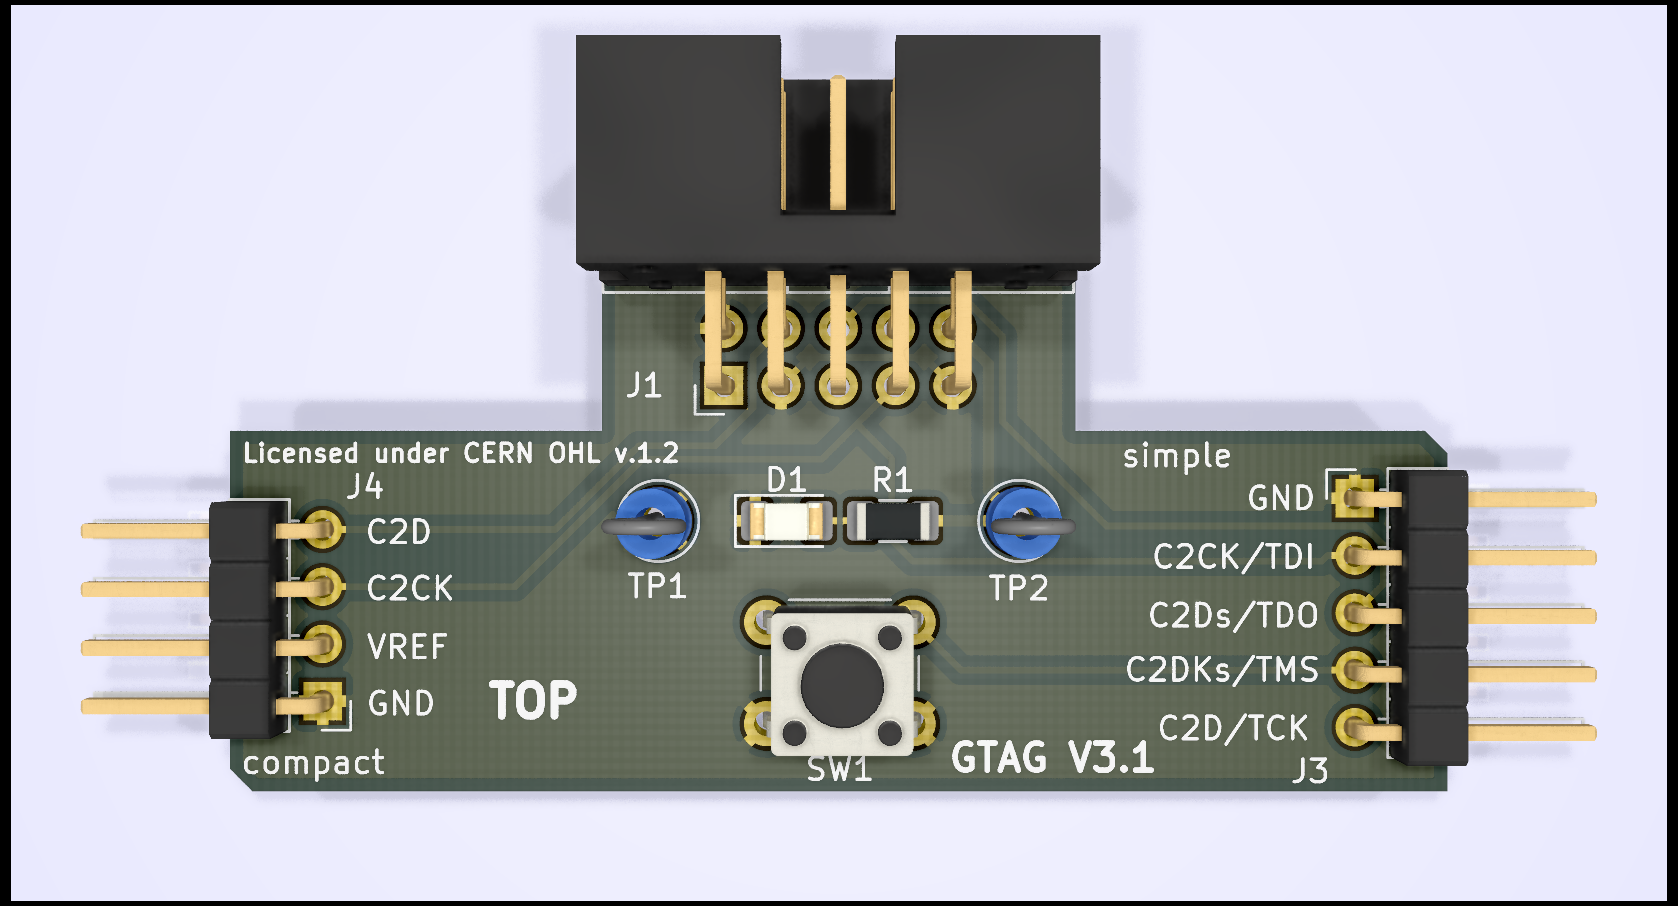 J1
Licensed under CERN OHL v.1.2
simple
J4
D1
R1
GND
C2D
C2CK/TDI
TP1
TP2
C2CK
C2Ds/TDO
VREF
C2DKs/TMS
GND
TOP
C2D/TCK
GTAG V3.1
compact
SW1
J3